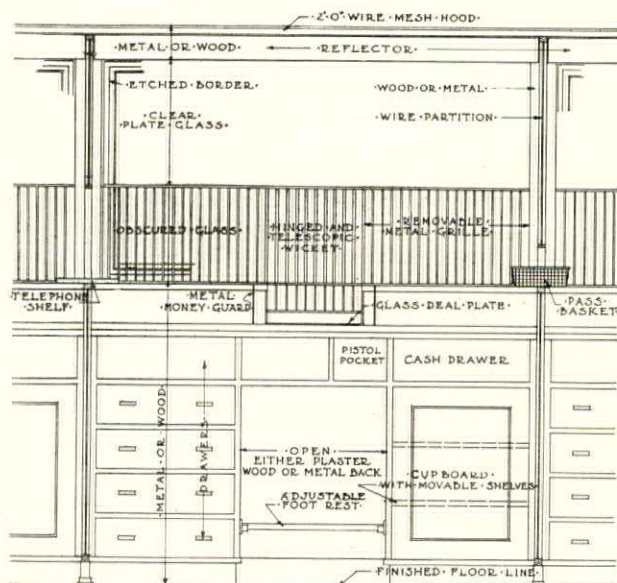 2'-0" WIRE MESH HOOD
METAL OR WOOD
REFLECTOR
ETCHED BORDER
WOOD OR METAL
CLEAR
PLATE GLASS
WIRE PARTITION
OBSCURED GLASS
HINGED AND
TELESCOPIC
WICKET
REMOVABLE
METAL GRILLE
TELEPHONE
SHELF
METAL
MONEY GUARD
GLASS DEAL PLATE
PASS
BASKET
PISTOL
POCKET
CASH DRAWER
METAL OR WOOD
DRAWERS
OPEN
EITHER PLASTER
WOOD OR METAL BACK
CUPBOARD
WITH MOVABLE SHELVES
ADJUSTABLE
FOOT REST
FINISHED FLOOR LINE